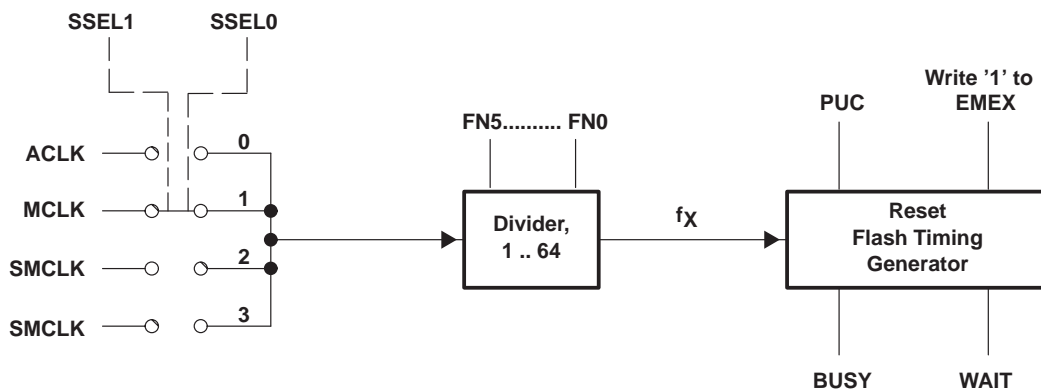 SSEL1 SSEL0
Write '1' to
PUC EMEX
FN5.......... FN0
ACLK 0
MCLK 1
Divider,
1 .. 64
fX
Reset
Flash Timing
Generator
SMCLK 2
SMCLK 3
BUSY WAIT